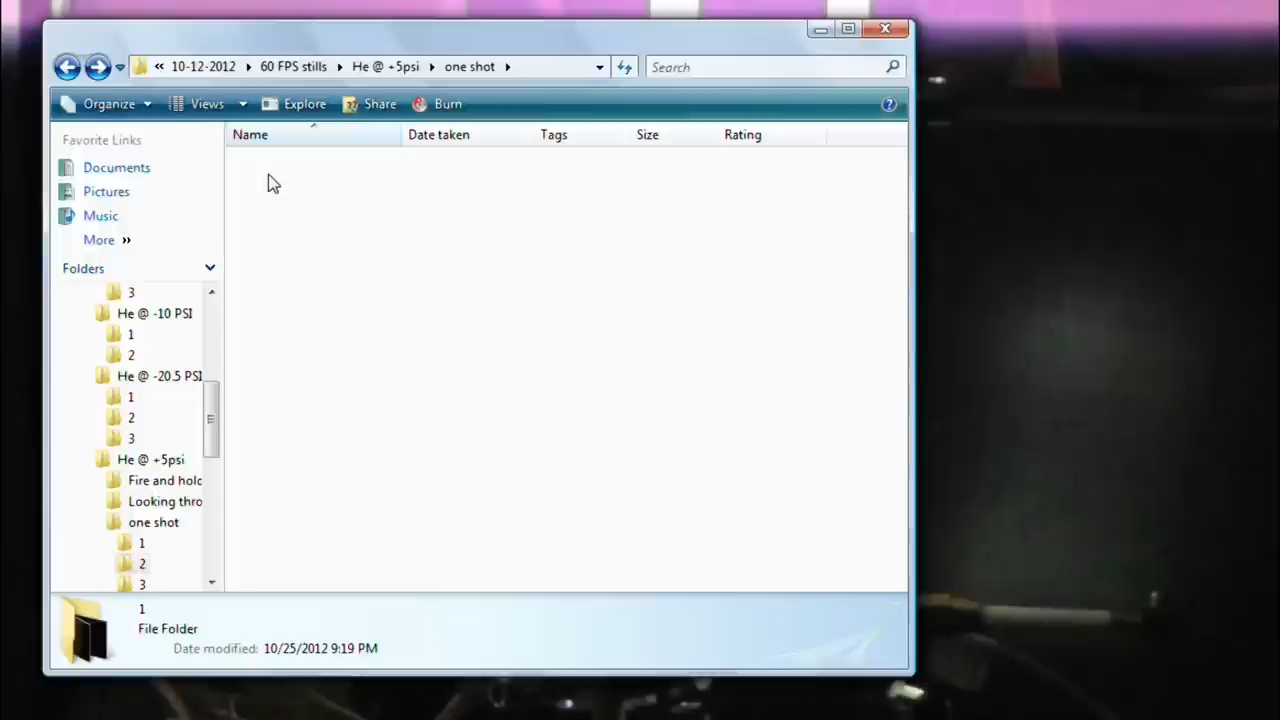 « 10-12-2012 60 FPS stills He @ +5psi one shot Search
Organize Views Explore Share Burn
Favorite Links
Documents
Pictures
Music
More »
Folders
3
He @ -10 PSI
1
2
He @ -20.5 PSI
1
2
3
He @ +5psi
Fire and hold
Looking thro
one shot
1
2
3
Name Date taken Tags Size Rating
1
File Folder
Date modified: 10/25/2012 9:19 PM